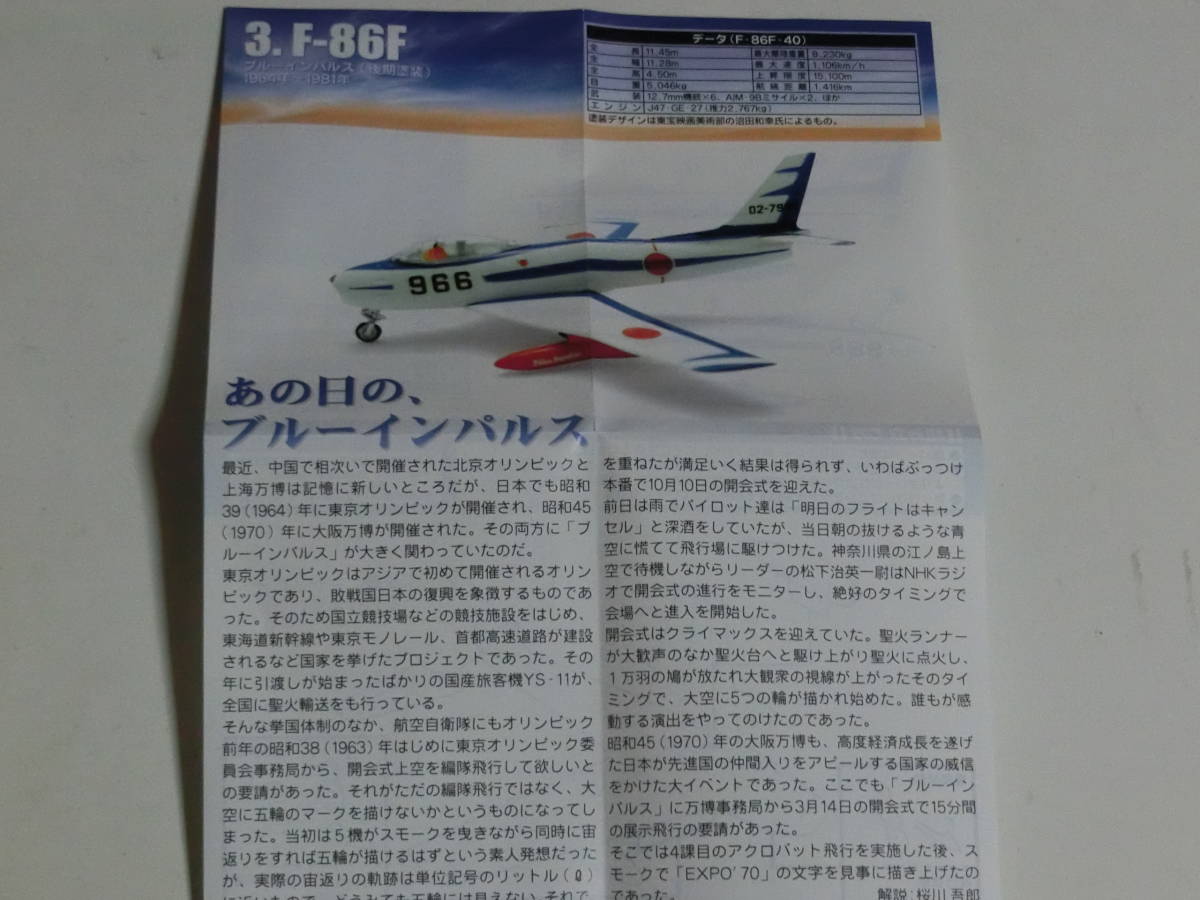 3. F-86F
ブルーインパルス（後期塗装）
1964年～1981年
データ（F-86F-40）
全長 11.45m 最大離陸重量 9,230kg
全幅 11.28m 最大速度 1,106km/h
全高 4.50m 上昇限度 15,100m
自重 5,046kg 航続距離 1,416km
武装 12.7mm機銃×6、AIM-9Bミサイル×2、ほか
エンジン J47-GE-27（推力2,767kg）
塗装デザインは東宝映画美術部の沼田和幸氏によるもの。
02-79
966
Blue Impulse
あの日の、
ブルーインパルス
最近、中国で相次いで開催された北京オリンピックと
上海万博は記憶に新しいところだが、日本でも昭和
39（1964）年に東京オリンピックが開催され、昭和45
（1970）年に大阪万博が開催された。その両方に「ブ
ルーインパルス」が大きく関わっていたのだ。
東京オリンピックはアジアで初めて開催されるオリン
ピックであり、敗戦国日本の復興を象徴するものであ
った。そのため国立競技場などの競技施設をはじめ、
東海道新幹線や東京モノレール、首都高速道路が建設
されるなど国家を挙げたプロジェクトであった。その
年に引渡しが始まったばかりの国産旅客機YS-11が、
全国に聖火輸送をも行っている。
そんな挙国体制のなか、航空自衛隊にもオリンピック
前年の昭和38（1963）年はじめに東京オリンピック委
員会事務局から、開会式上空を編隊飛行して欲しいと
の要請があった。それがただの編隊飛行ではなく、大
空に五輪のマークを描けないかというものになってし
まった。当初は5機がスモークを曳きながら同時に宙
返りをすれば五輪が描けるはずという素人発想だった
が、実際の宙返りの軌跡は単位記号のリットル（ℓ）
に近いもので、どうみても五輪には見えない。それで
を重ねたが満足いく結果は得られず、いわばぶっつけ
本番で10月10日の開会式を迎えた。
前日は雨でパイロット達は「明日のフライトはキャン
セル」と深酒をしていたが、当日朝の抜けるような青
空に慌てて飛行場に駆けつけた。神奈川県の江ノ島上
空で待機しながらリーダーの松下治英一尉はNHKラジ
オで開会式の進行をモニターし、絶好のタイミングで
会場へと進入を開始した。
開会式はクライマックスを迎えていた。聖火ランナー
が大歓声のなか聖火台へと駆け上がり聖火に点火し、
1万羽の鳩が放たれ大観衆の視線が上がったそのタイ
ミングで、大空に5つの輪が描かれ始めた。誰もが感
動する演出をやってのけたのであった。
昭和45（1970）年の大阪万博も、高度経済成長を遂げ
た日本が先進国の仲間入りをアピールする国家の威信
をかけた大イベントであった。ここでも「ブルーイン
パルス」に万博事務局から3月14日の開会式で15分間
の展示飛行の要請があった。
そこでは4課目のアクロバット飛行を実施した後、ス
モークで「EXPO'70」の文字を見事に描き上げたの
であった。 解説：桜川 吾郎